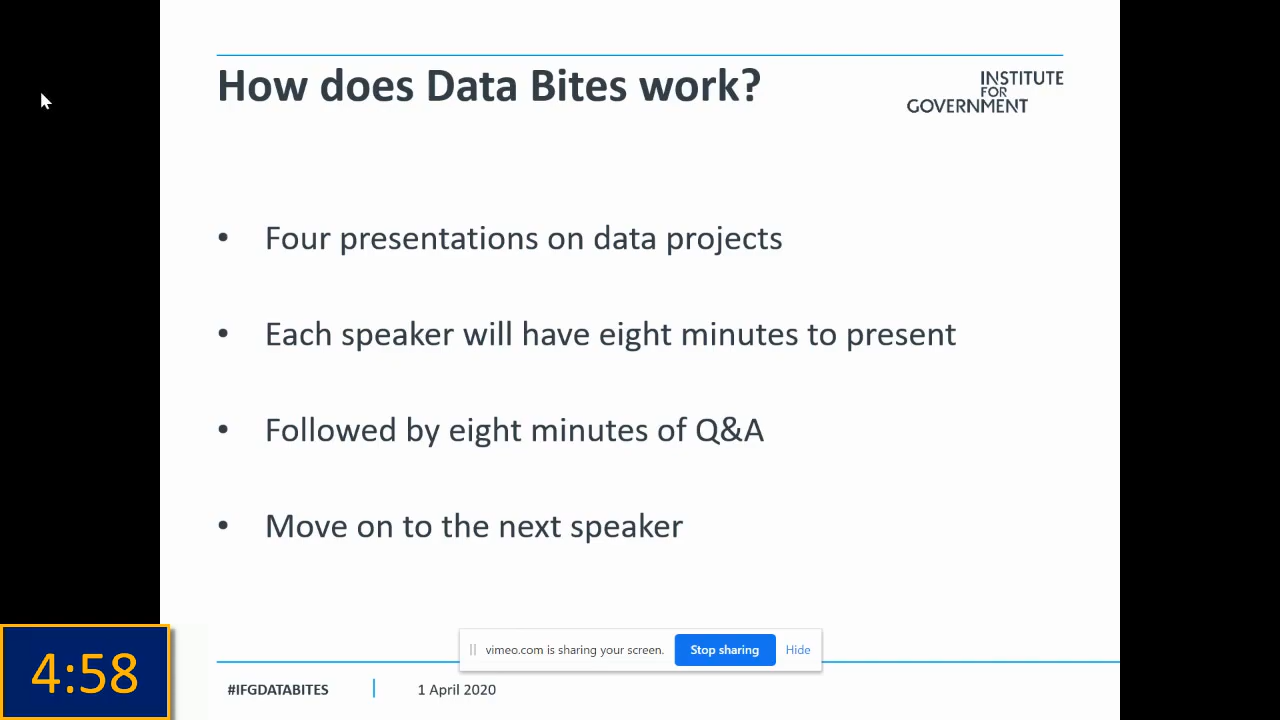 How does Data Bites work?
INSTITUTE
FOR
GOVERNMENT
• Four presentations on data projects
• Each speaker will have eight minutes to present
• Followed by eight minutes of Q&A
• Move on to the next speaker
vimeo.com is sharing your screen. Stop sharing Hide
4:58
#IFGDATABITES 1 April 2020